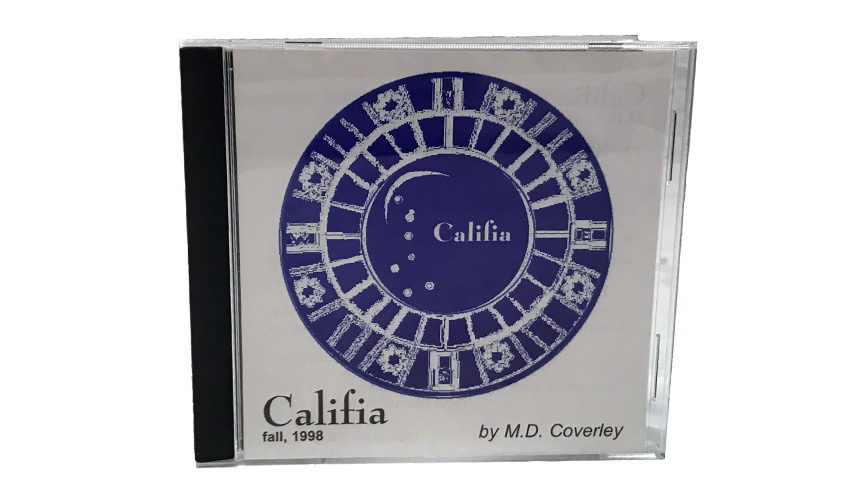 Califia
Califia
fall, 1998
by M.D. Coverley